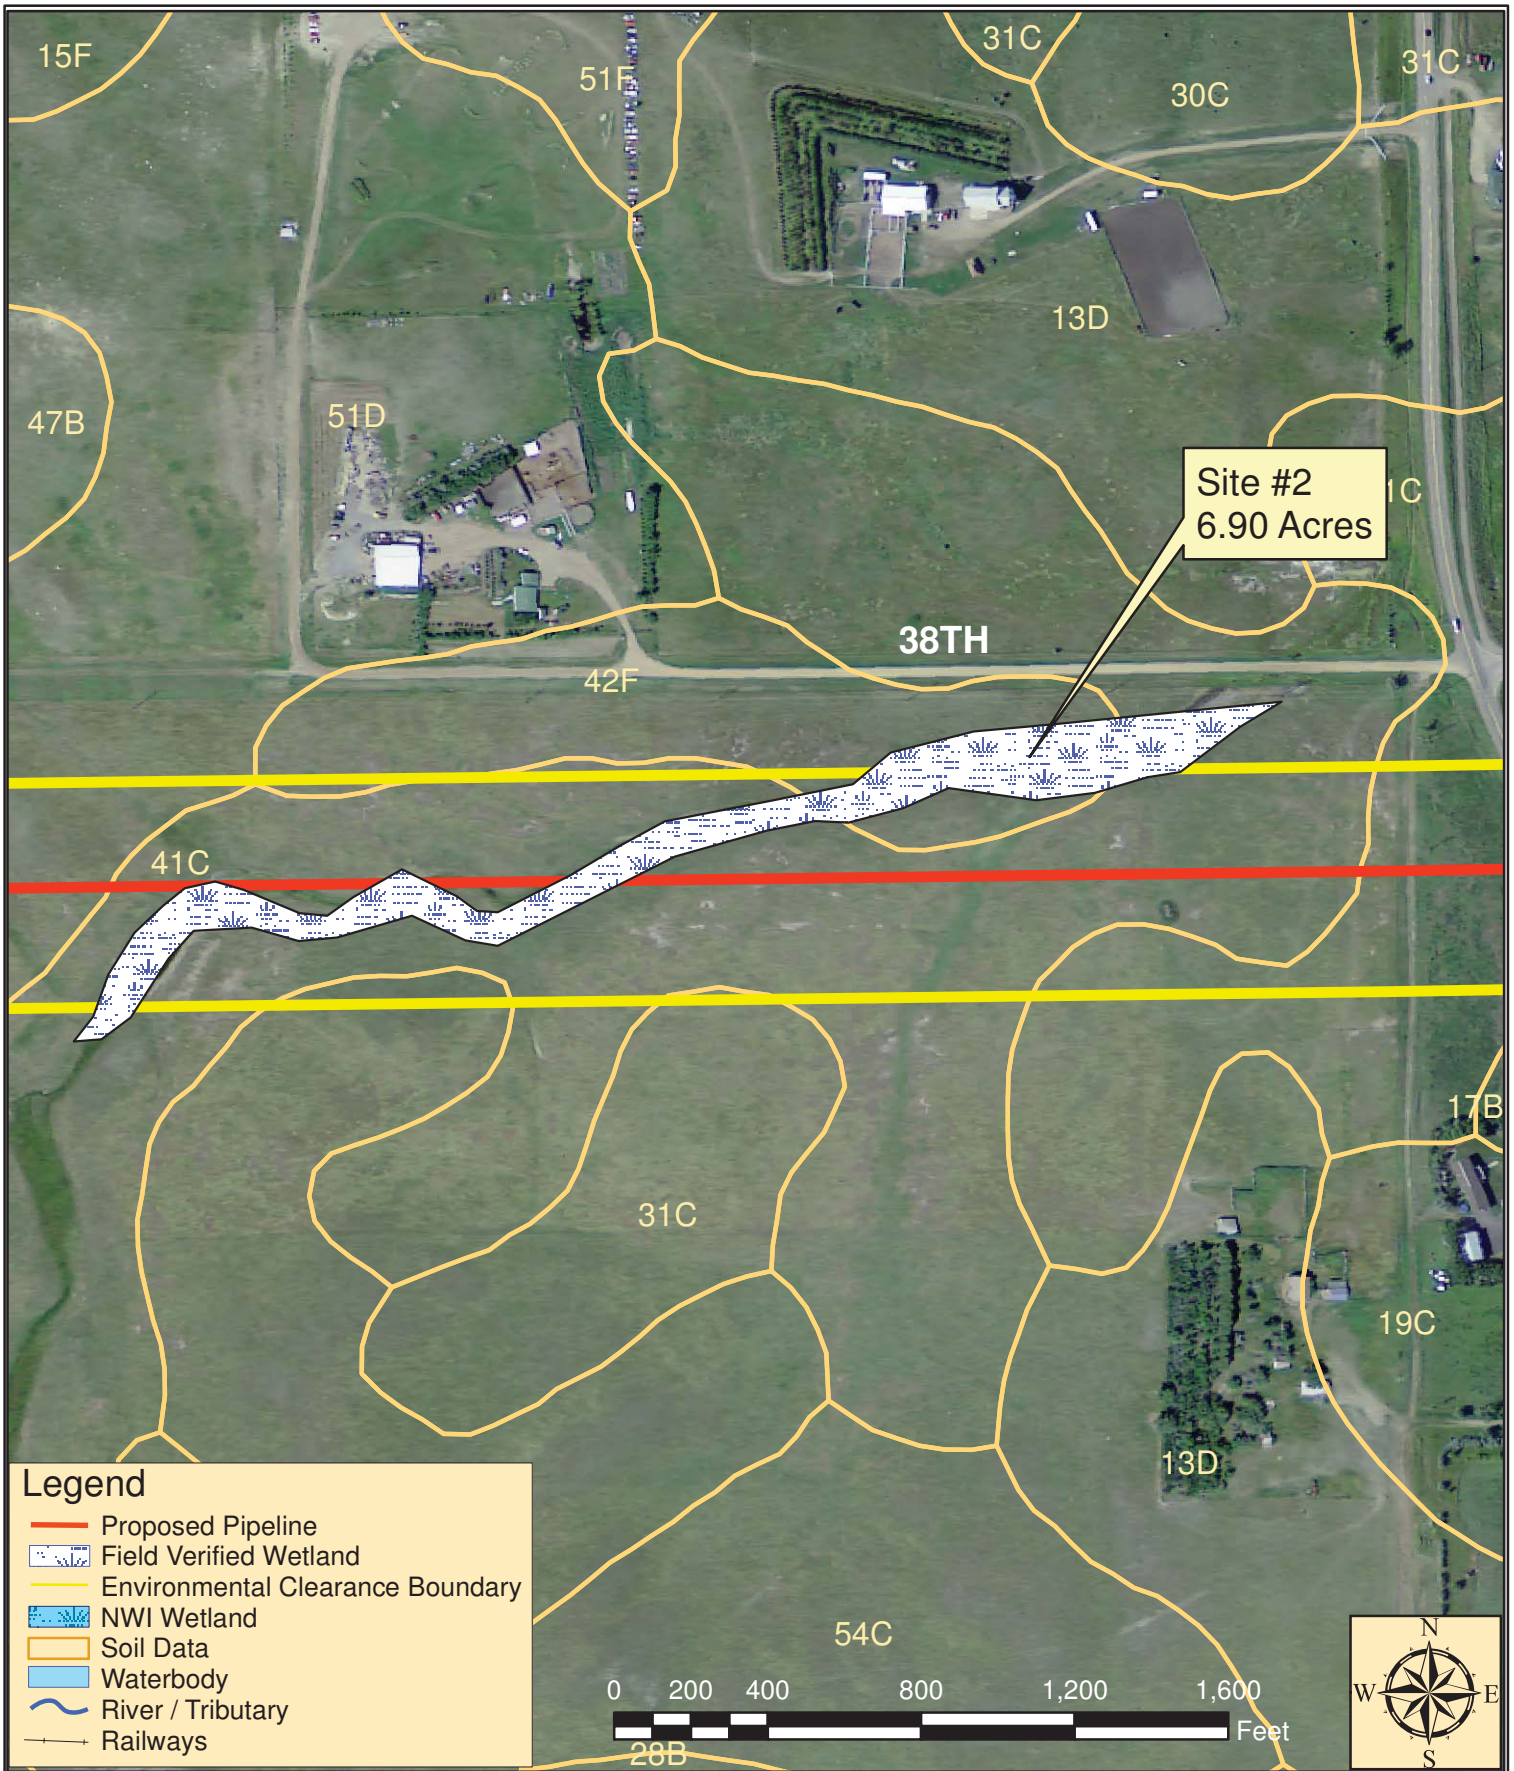 15F
51F
31C
31C
30C
13D
47B
51D
Site #2
6.90 Acres
1C
38TH
42F
41C
17B
31C
19C
13D
54C
28B
Legend
Proposed Pipeline
Field Verified Wetland
Environmental Clearance Boundary
NWI Wetland
Soil Data
Waterbody
River / Tributary
Railways
0 200 400 800 1,200 1,600
Feet
N
W E
S